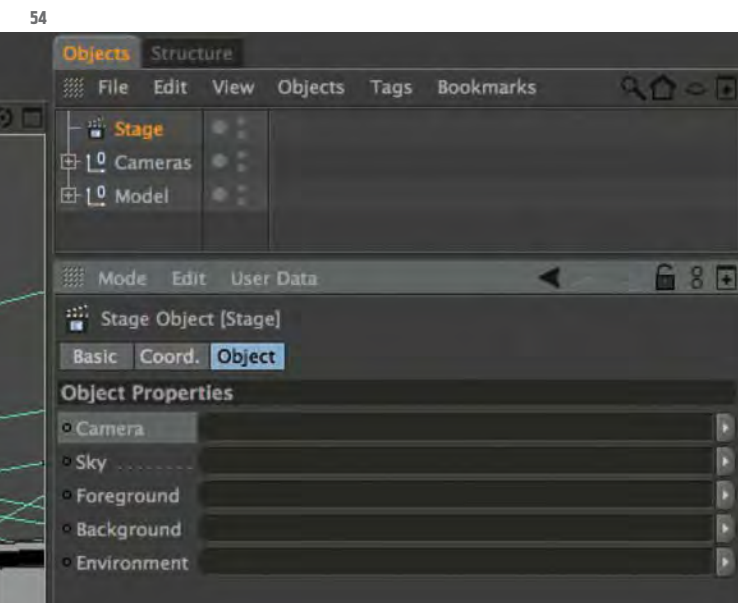 54
Objects Structure
File Edit View Objects Tags Bookmarks
Stage
Cameras
Model
Mode Edit User Data
Stage Object [Stage]
Basic Coord. Object
Object Properties
Camera
Sky
Foreground
Background
Environment